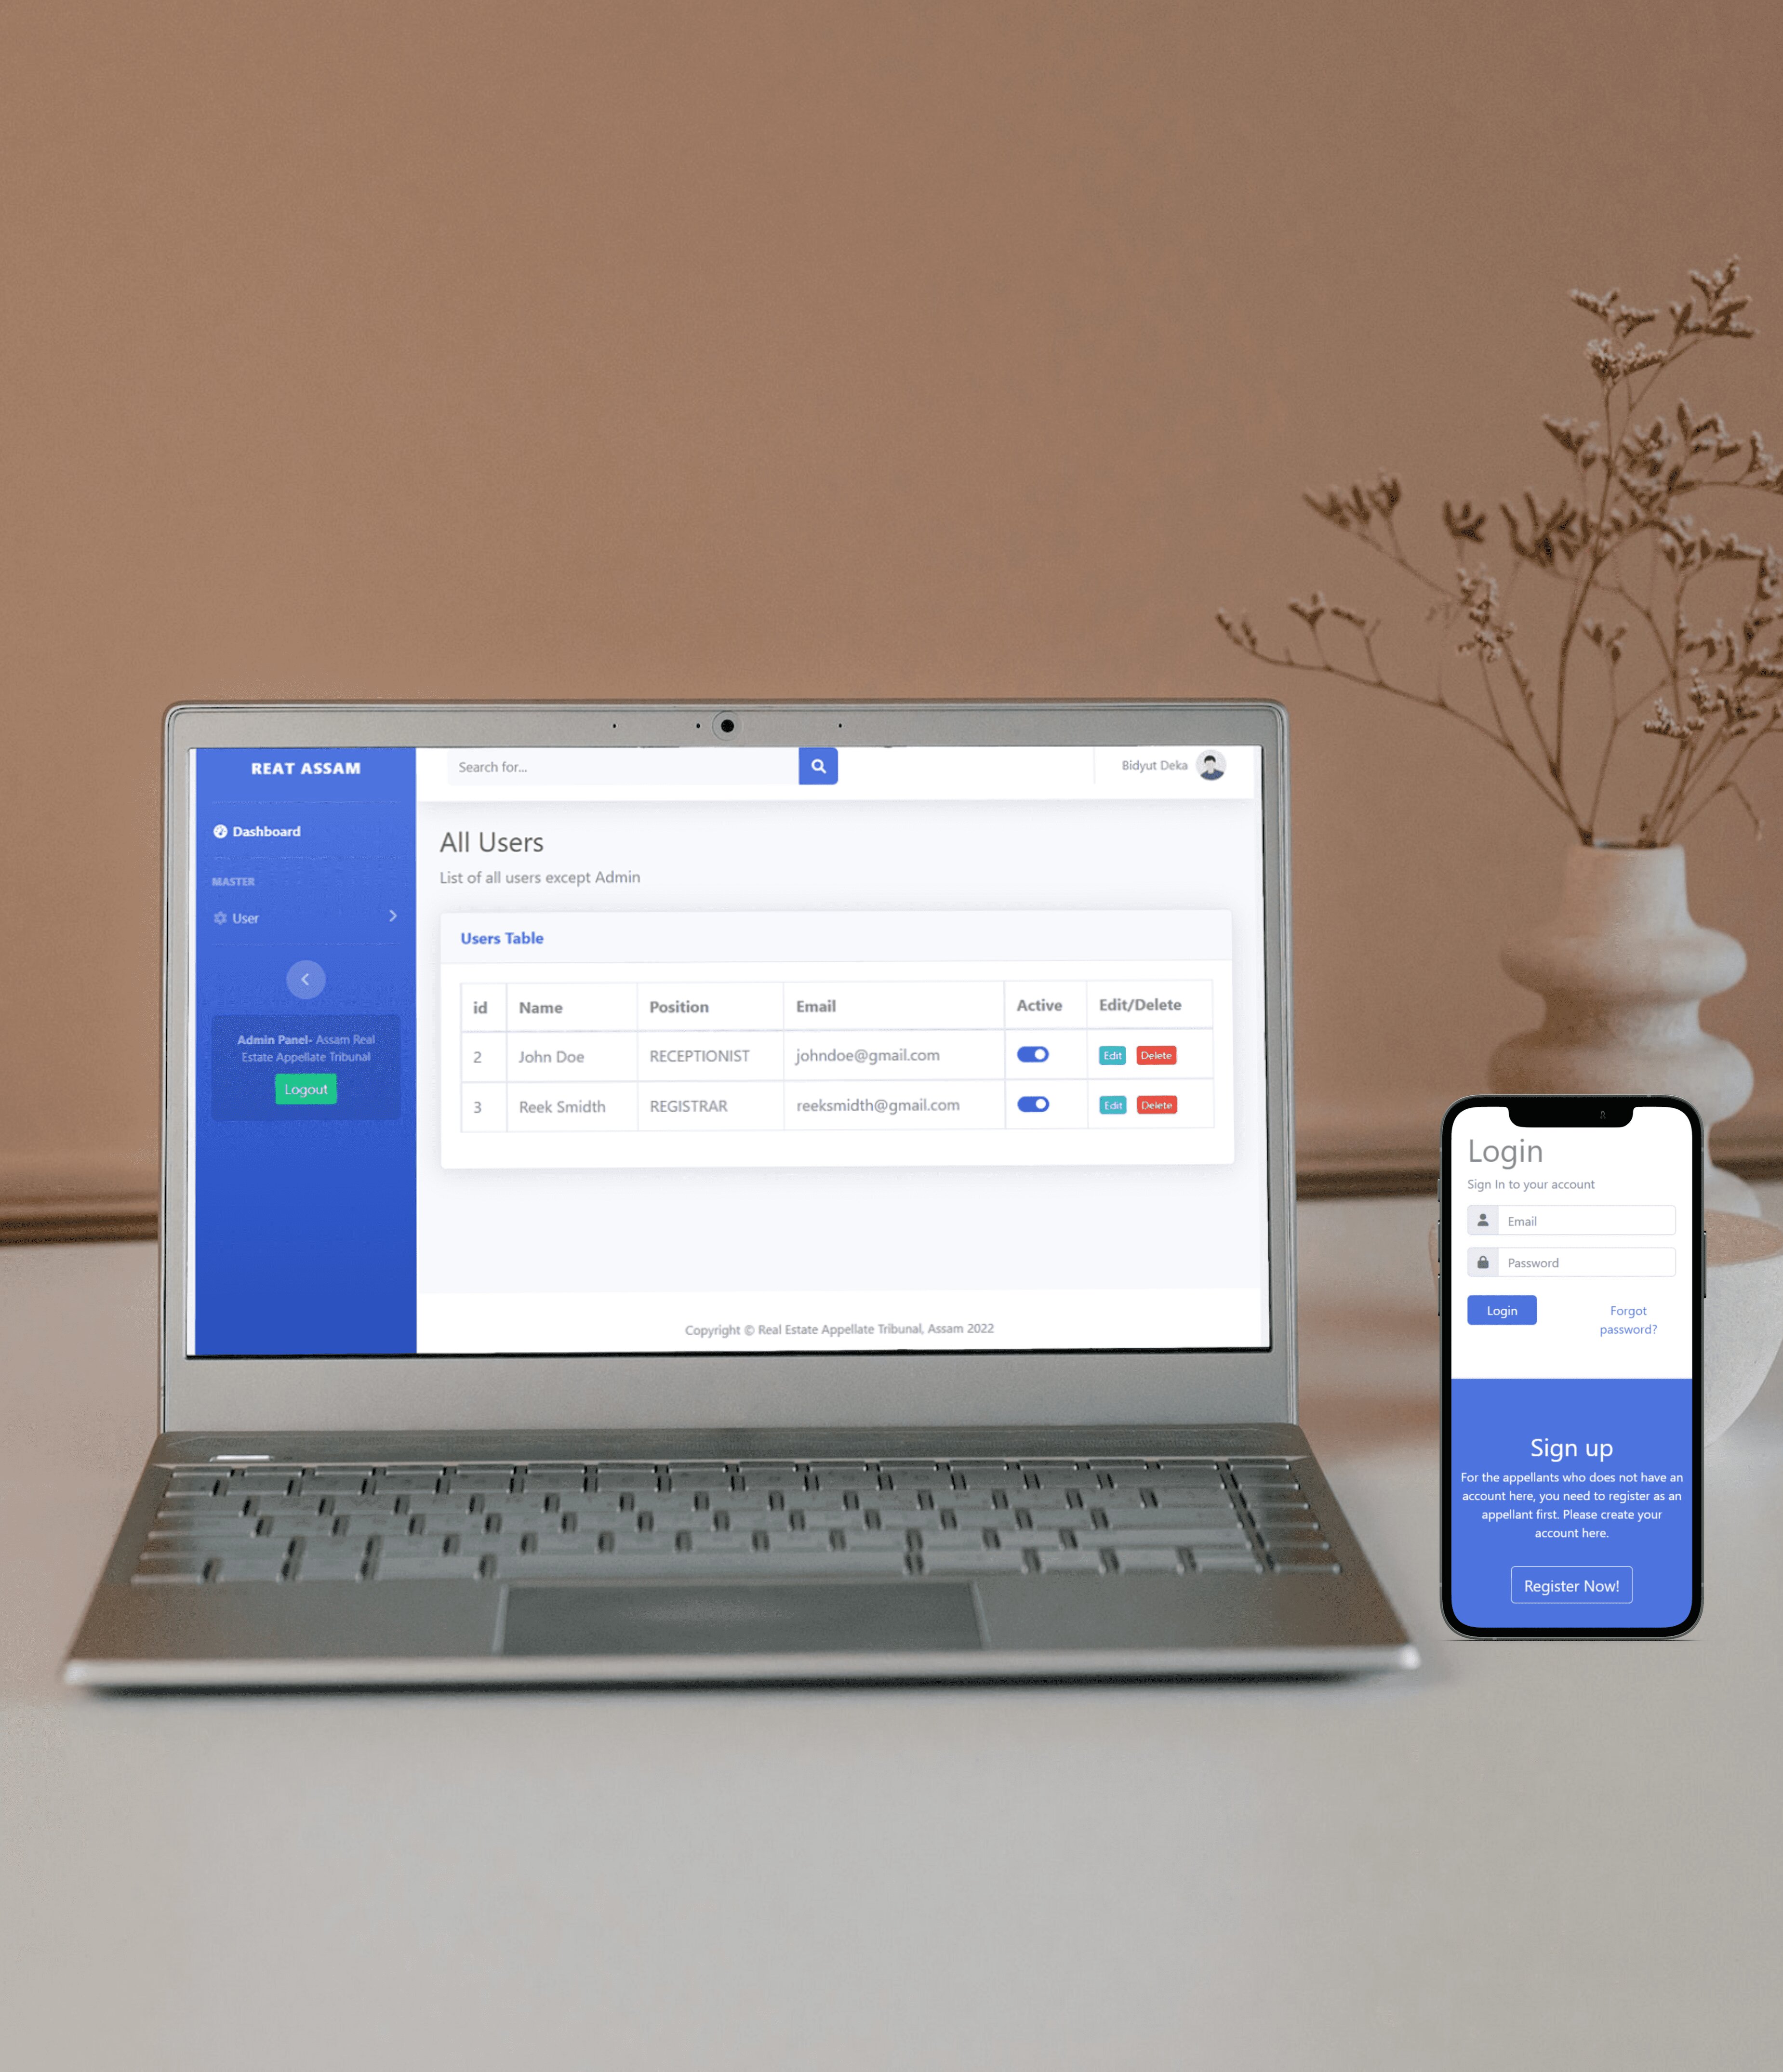 REAT ASSAM
Search for...
Bidyut Deka
Dashboard
MASTER
User
Admin Panel- Assam Real
Estate Appellate Tribunal
Logout
All Users
List of all users except Admin
Users Table
id Name Position Email Active Edit/Delete
2 John Doe RECEPTIONIST johndoe@gmail.com Edit Delete
3 Reek Smidth REGISTRAR reeksmidth@gmail.com Edit Delete
Copyright © Real Estate Appellate Tribunal, Assam 2022
Login
Sign In to your account
Email
Password
Login
Forgot
password?
Sign up
For the appellants who does not have an
account here, you need to register as an
appellant first. Please create your
account here.
Register Now!